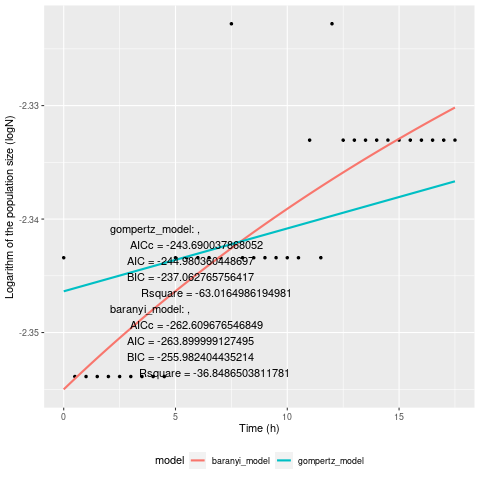 Logarithm of the population size (logN)
-2.33
-2.34
-2.35
gompertz_model: ,
AICc = -243.690037868052
AIC = -244.98036044897
BIC = -237.062765756417
Rsquare = -63.0164986194981
baranyi_model: ,
AICc = -262.609676546849
AIC = -263.899999127495
BIC = -255.982404435214
Rsquare = -36.8486503811781
0 5 10 15
Time (h)
model baranyi_model gompertz_model